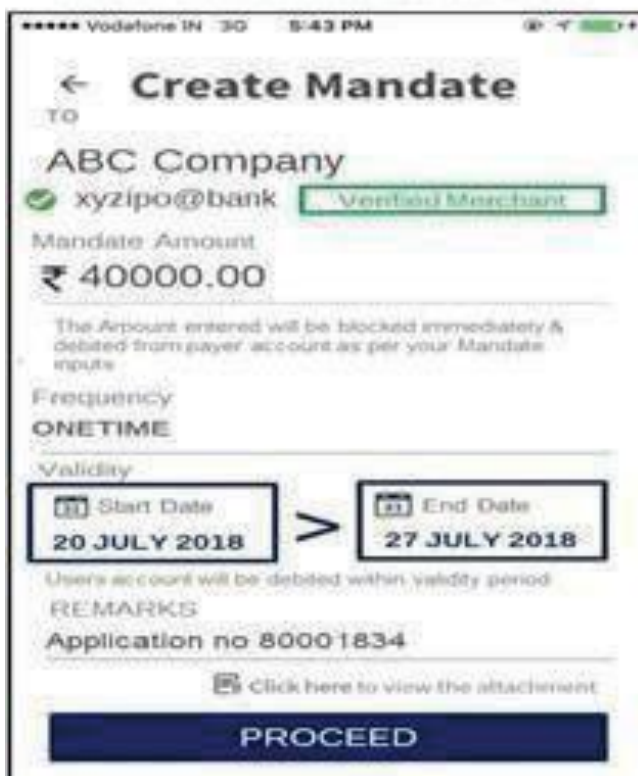 Vodafone IN 3G 5:43 PM
← Create Mandate
TO
ABC Company
xyzipo@bank Verified Merchant
Mandate Amount
₹ 40000.00
The Amount entered will be blocked immediately &
debited from payer account as per your Mandate
inputs
Frequency
ONETIME
Validity
31 Start Date > 31 End Date
20 JULY 2018 27 JULY 2018
Users account will be debited within validity period
REMARKS
Application no 80001834
Click here to view the attachment
PROCEED